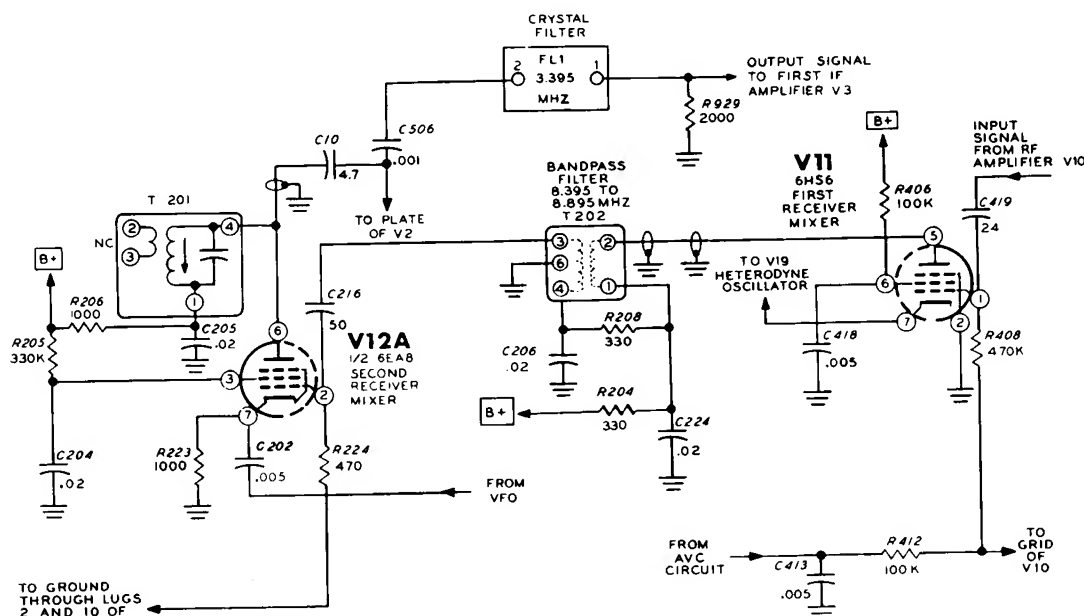 CRYSTAL
FILTER
FL1
2
3.395
1
MHZ
OUTPUT SIGNAL
TO FIRST IF
AMPLIFIER V3
R929
2000
C10
4.7
C506
.001
TO PLATE
OF V2
T 201
2
3
NC
4
1
B+
R206
1000
R205
330K
C205
.02
6
3
2
7
V12A
1/2 6EA8
SECOND
RECEIVER
MIXER
C216
50
C204
.02
R223
1000
C202
.005
R224
470
FROM
VFO
TO GROUND
THROUGH LUGS
2 AND 10 OF
BANDPASS
FILTER
8.395 TO
8.895 MHZ
T202
3
6
4
2
1
R208
330
C206
.02
B+
R204
330
C224
.02
V11
6HS6
FIRST
RECEIVER
MIXER
B+
R406
100K
INPUT
SIGNAL
FROM RF
AMPLIFIER V10
C419
24
TO V19
HETERODYNE
OSCILLATOR
5
6
7
2
1
C418
.005
R408
470K
FROM
AVC
CIRCUIT
C413
.005
R412
100K
TO
GRID
OF
V10